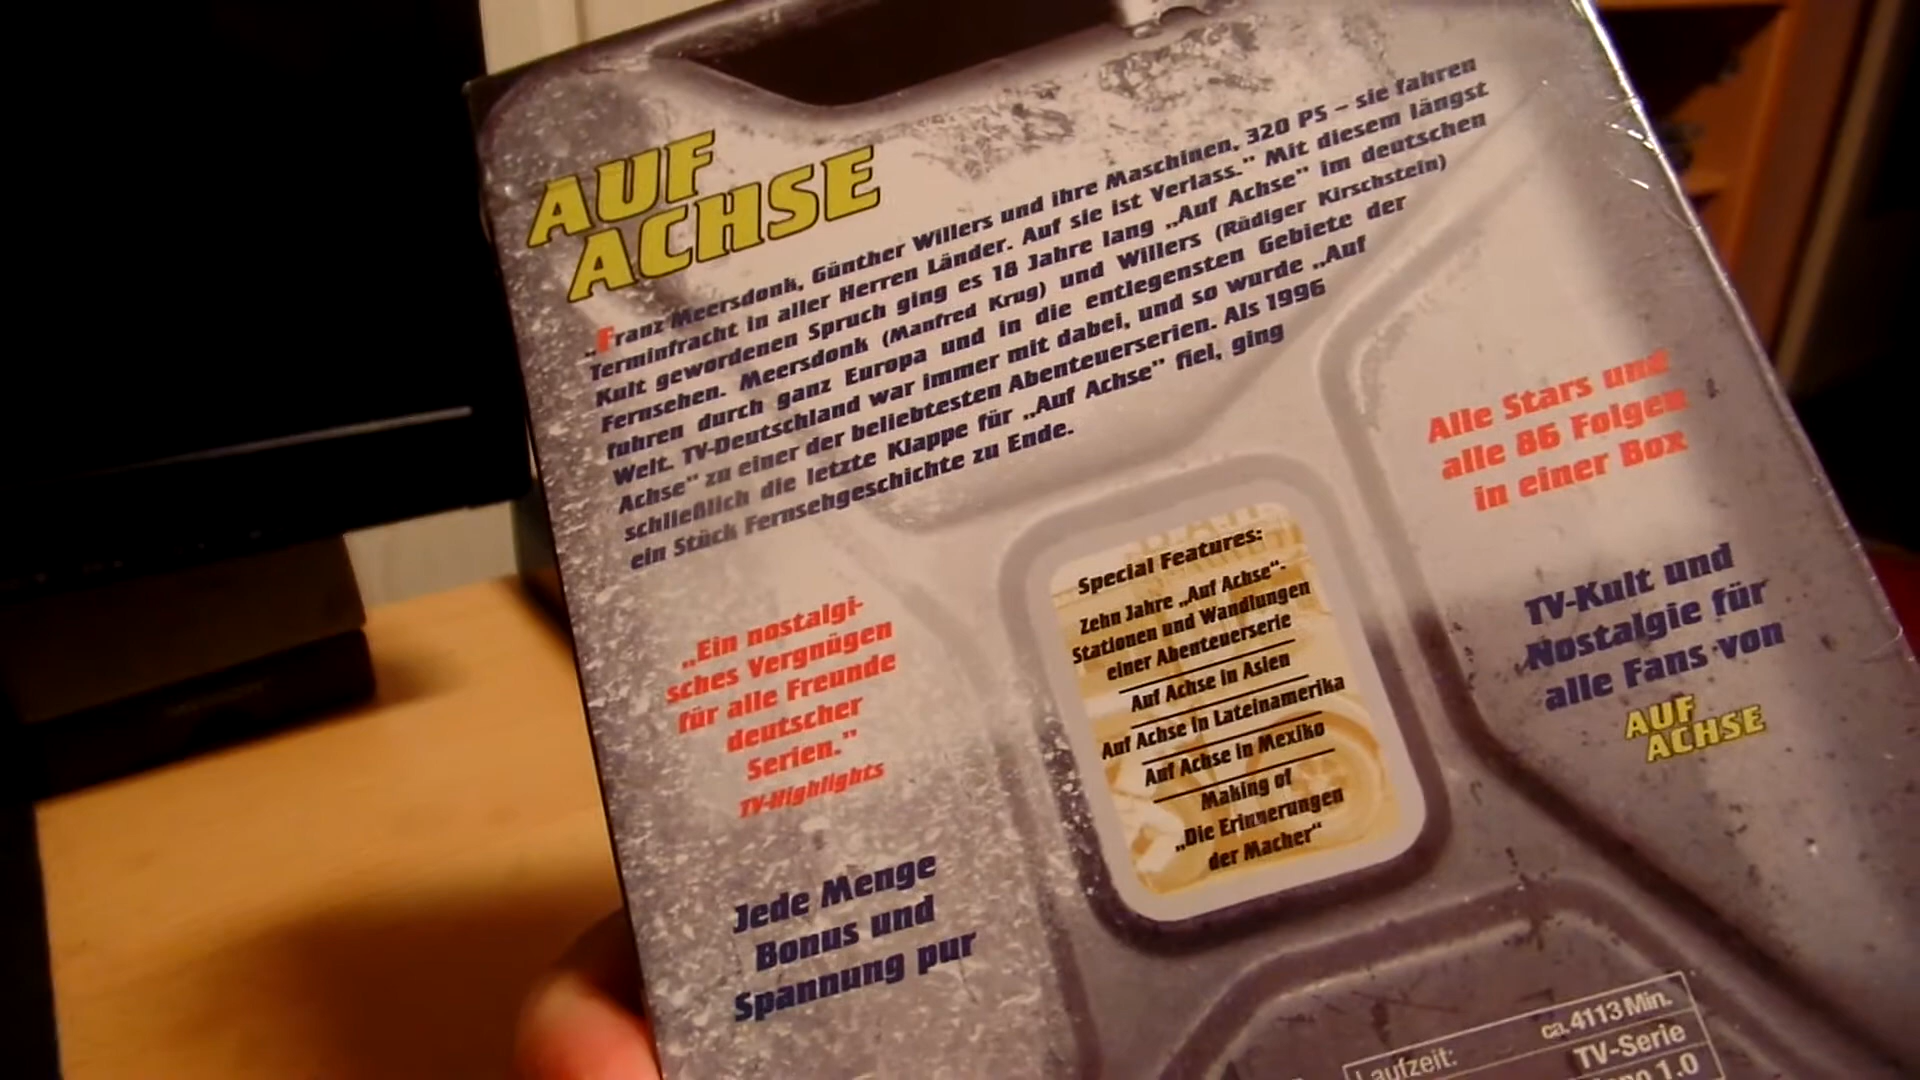 AUF
ACHSE
„Franz Meersdonk, Günther Willers und ihre Maschinen, 320 PS – sie fahren
Terminfracht in aller Herren Länder. Auf sie ist Verlass.” Mit diesem längst
Kult gewordenen Spruch ging es 18 Jahre lang „Auf Achse” im deutschen
Fernsehen. Meersdonk (Manfred Krug) und Willers (Rüdiger Kirschstein)
fuhren durch ganz Europa und in die entlegensten Gebiete der
Welt. TV-Deutschland war immer mit dabei, und so wurde „Auf
Achse” zu einer der beliebtesten Abenteuerserien. Als 1996
schließlich die letzte Klappe für „Auf Achse” fiel, ging
ein Stück Fernsehgeschichte zu Ende.
Alle Stars und
alle 86 Folgen
in einer Box
„Ein nostalgi-
sches Vergnügen
für alle Freunde
deutscher
Serien.”
TV-Highlights
Special Features:
Zehn Jahre „Auf Achse”-
Stationen und Wandlungen
einer Abenteuerserie
Auf Achse in Asien
Auf Achse in Lateinamerika
Auf Achse in Mexiko
Making of
„Die Erinnerungen
der Macher”
TV-Kult und
Nostalgie für
alle Fans von
AUF
ACHSE
Jede Menge
Bonus und
Spannung pur
Laufzeit: ca. 4113 Min.
TV-Serie
1.0